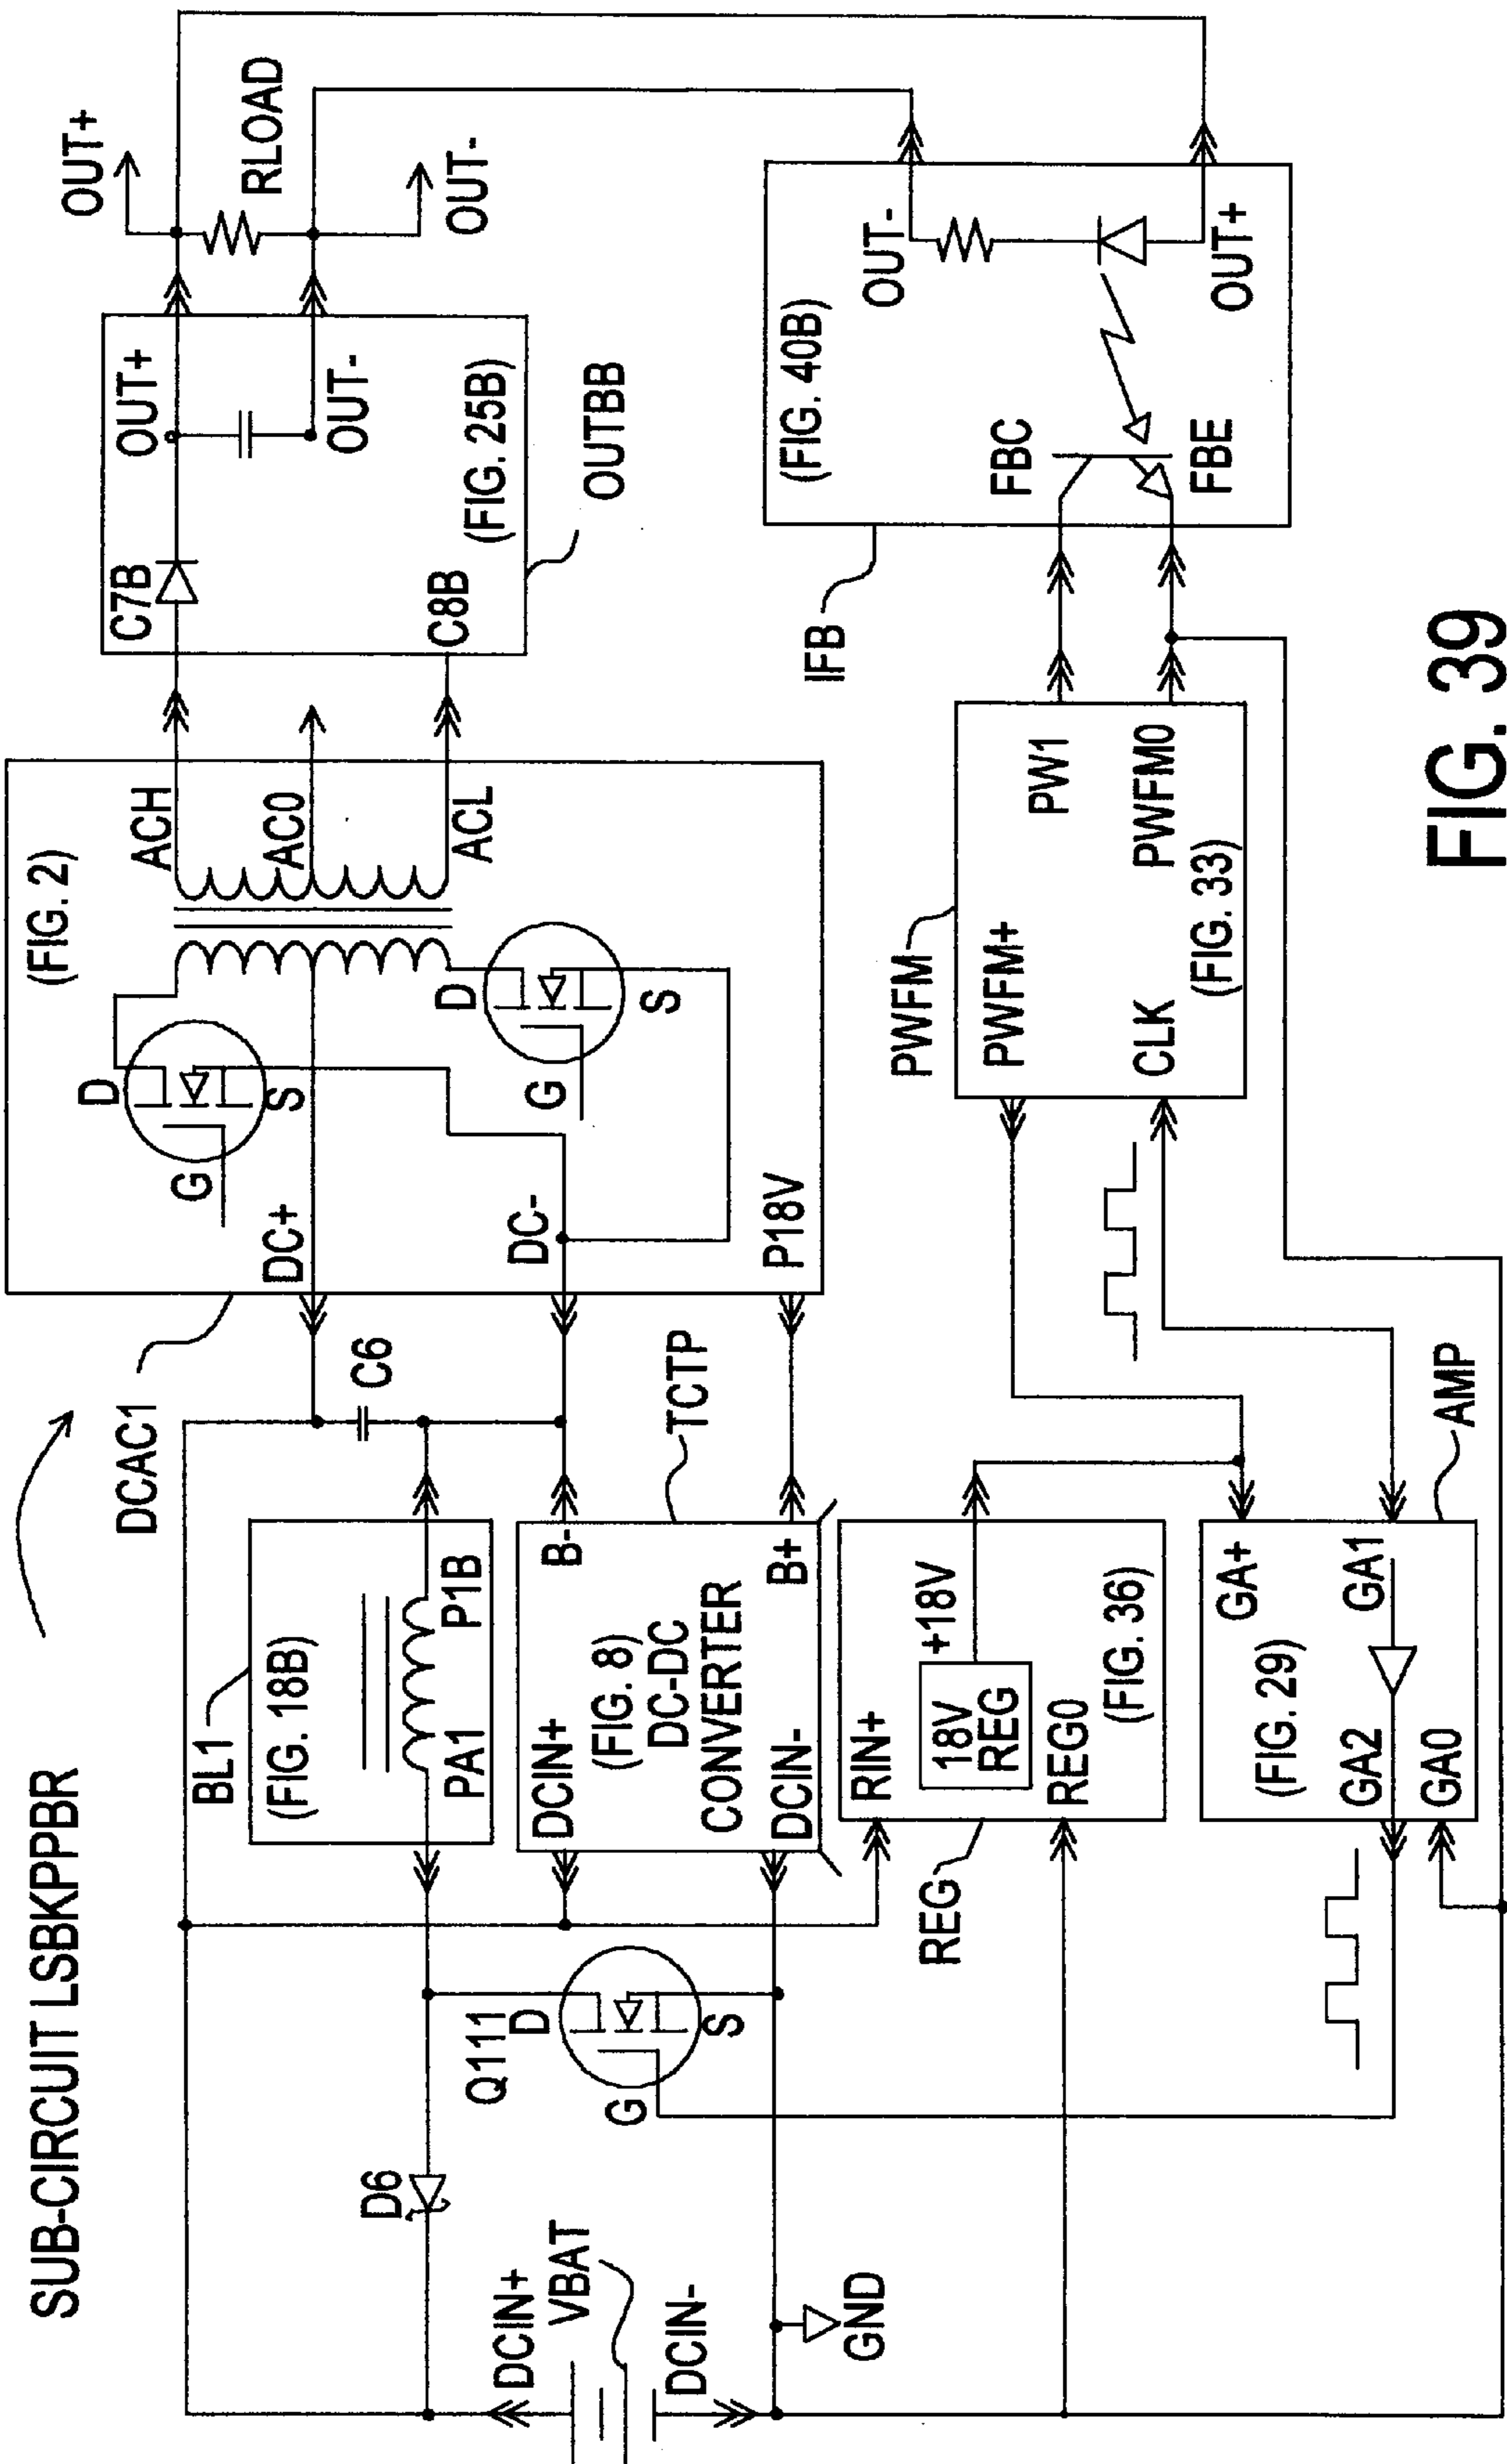 SUB-CIRCUIT LSBKPPBR
DCAC1
(FIG. 2)
D
G
S
DC+
D
G
S
DC-
P18V
ACH
AC0
ACL
C7B
OUT+
OUT-
C8B
(FIG. 25B)
OUTBB
OUT+
RLOAD
OUT-
BL1
(FIG. 18B)
PA1
P1B
C6
D6
DCIN+
VBAT
DCIN-
GND
Q111
D
G
S
DCIN+
B-
(FIG. 8)
DC-DC
CONVERTER
DCIN-
B+
TCTP
RIN+
18V
REG
+18V
REG0
(FIG. 36)
REG
GA+
(FIG. 29)
GA2
GA1
GA0
AMP
PWFM
PWFM+
PW1
CLK
PWFM0
(FIG. 33)
IFB
(FIG. 40B)
OUT-
FBC
FBE
OUT+
FIG. 39